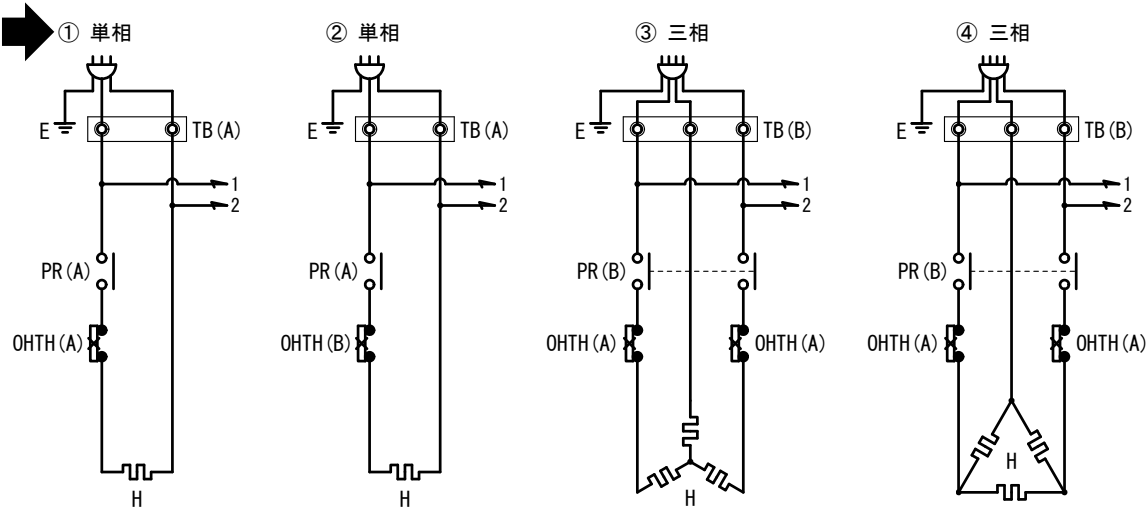 ① 単相
② 単相
③ 三相
④ 三相
E
TB(A)
E
TB(A)
E
TB(B)
E
TB(B)
1
2
1
2
1
2
1
2
PR(A)
PR(A)
PR(B)
PR(B)
OHTH(A)
OHTH(B)
OHTH(A)
OHTH(A)
OHTH(A)
OHTH(A)
H
H
H
H